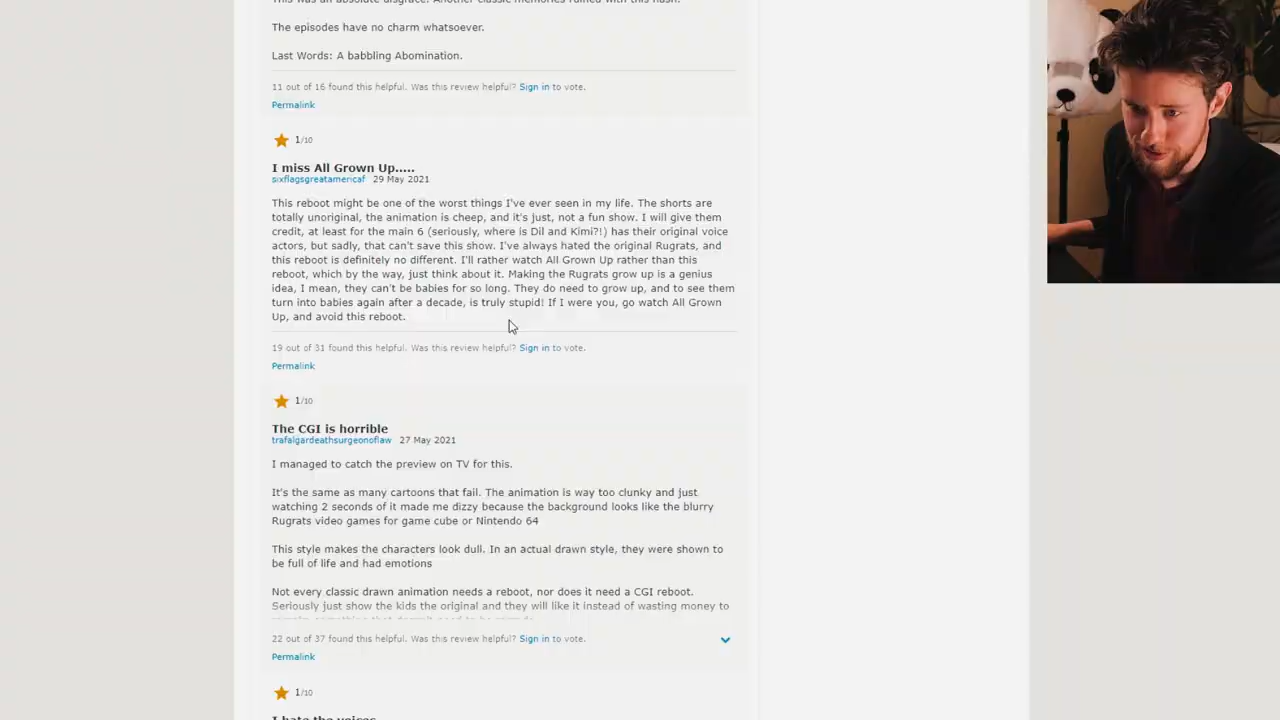 This was an absolute disgrace. Another classic memories ruined with this trash.
The episodes have no charm whatsoever.
Last Words: A babbling Abomination.
11 out of 16 found this helpful. Was this review helpful? Sign in to vote.
Permalink
1/10
I miss All Grown Up.....
sixflagsgreatamericaf 29 May 2021
This reboot might be one of the worst things I've ever seen in my life. The shorts are
totally unoriginal, the animation is cheep, and it's just, not a fun show. I will give them
credit, at least for the main 6 (seriously, where is Dil and Kimi?!) has their original voice
actors, but sadly, that can't save this show. I've always hated the original Rugrats, and
this reboot is definitely no different. I'll rather watch All Grown Up rather than this
reboot, which by the way, just think about it. Making the Rugrats grow up is a genius
idea, I mean, they can't be babies for so long. They do need to grow up, and to see them
turn into babies again after a decade, is truly stupid! If I were you, go watch All Grown
Up, and avoid this reboot.
19 out of 31 found this helpful. Was this review helpful? Sign in to vote.
Permalink
1/10
The CGI is horrible
trafalgardeathsurgeonoflaw 27 May 2021
I managed to catch the preview on TV for this.
It's the same as many cartoons that fail. The animation is way too clunky and just
watching 2 seconds of it made me dizzy because the background looks like the blurry
Rugrats video games for game cube or Nintendo 64
This style makes the characters look dull. In an actual drawn style, they were shown to
be full of life and had emotions
Not every classic drawn animation needs a reboot, nor does it need a CGI reboot.
Seriously just show the kids the original and they will like it instead of wasting money to
22 out of 37 found this helpful. Was this review helpful? Sign in to vote.
Permalink
1/10
I hate the voices